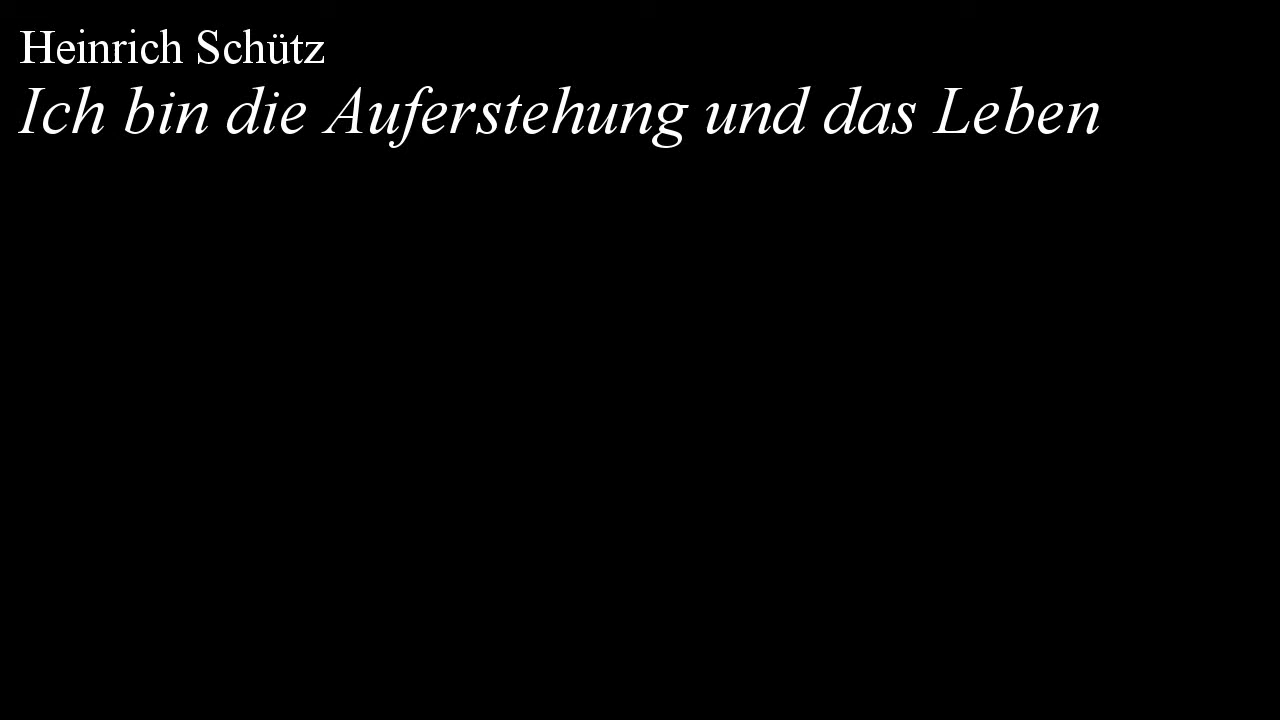 Heinrich Schütz
Ich bin die Auferstehung und das Leben